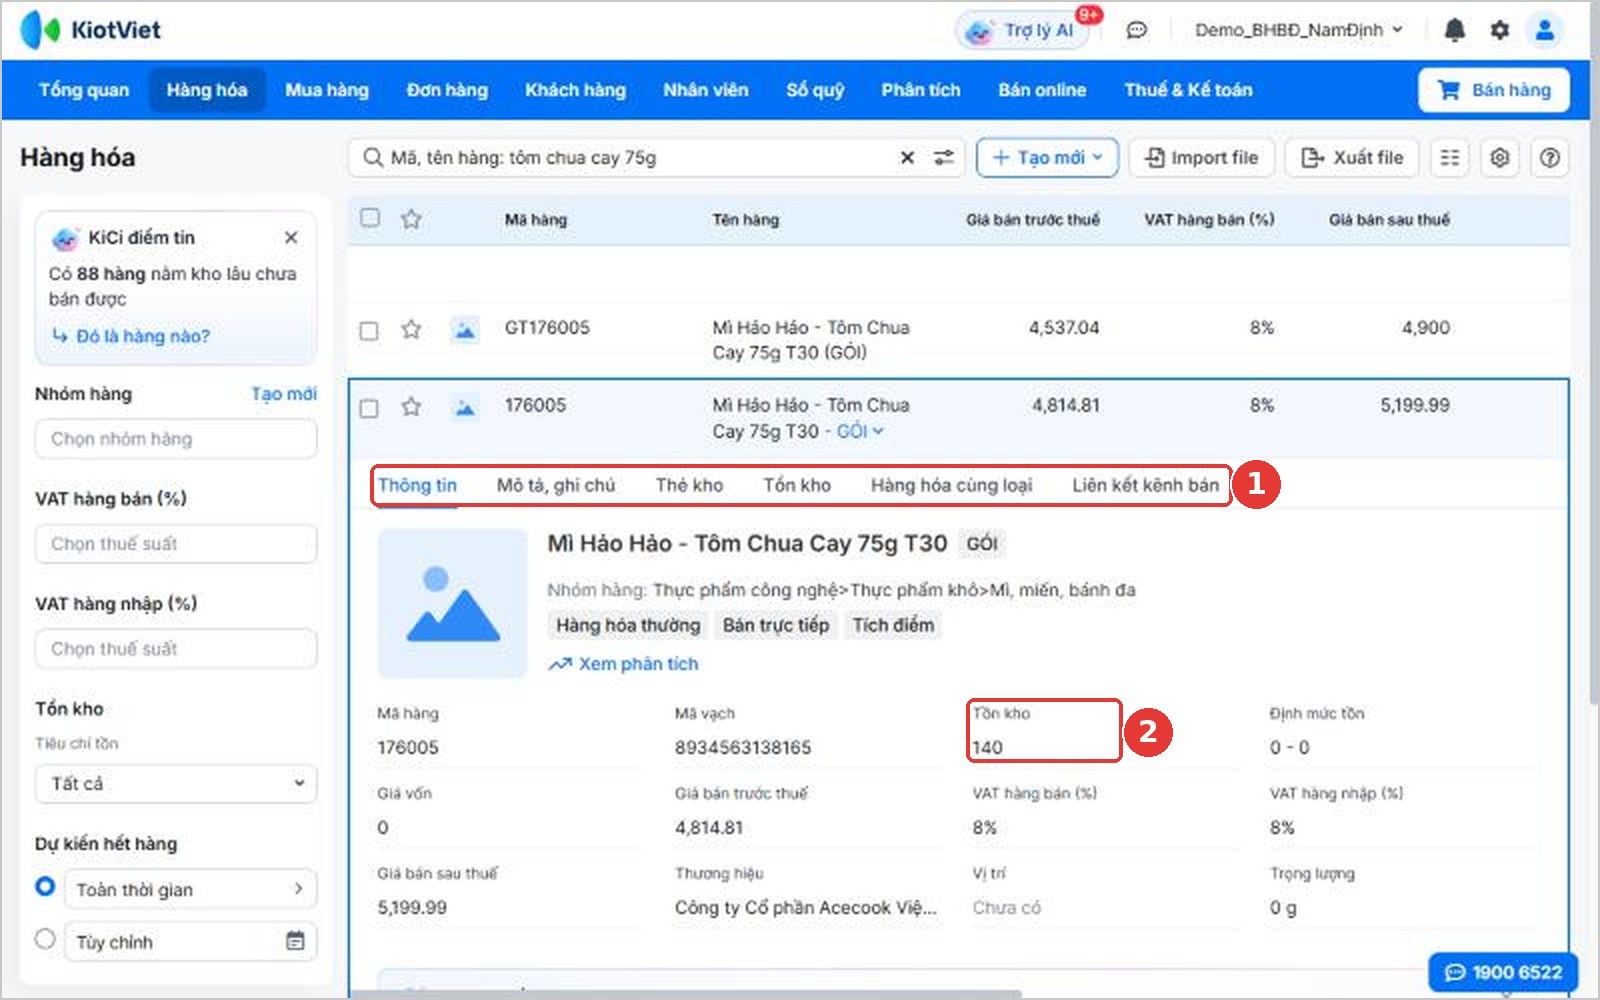 KiotViet
Trợ lý AI
9+
Demo_BHBĐ_NamĐịnh
Tổng quan
Hàng hóa
Mua hàng
Đơn hàng
Khách hàng
Nhân viên
Sổ quỹ
Phân tích
Bán online
Thuế & Kế toán
Bán hàng
Hàng hóa
Mã, tên hàng: tôm chua cay 75g
Tạo mới
Import file
Xuất file
KiCi điểm tin
Có 88 hàng nằm kho lâu chưa
bán được
Đó là hàng nào?
Nhóm hàng
Tạo mới
Chọn nhóm hàng
VAT hàng bán (%)
Chọn thuế suất
VAT hàng nhập (%)
Chọn thuế suất
Tồn kho
Tiêu chí tồn
Tất cả
Dự kiến hết hàng
Toàn thời gian
Tùy chỉnh
Mã hàng
Tên hàng
Giá bán trước thuế
VAT hàng bán (%)
Giá bán sau thuế
GT176005
Mì Hảo Hảo - Tôm Chua
Cay 75g T30 (GÓI)
4,537.04
8%
4,900
176005
Mì Hảo Hảo - Tôm Chua
Cay 75g T30 - GÓI
4,814.81
8%
5,199.99
Thông tin
Mô tả, ghi chú
Thẻ kho
Tồn kho
Hàng hóa cùng loại
Liên kết kênh bán
1
Mì Hảo Hảo - Tôm Chua Cay 75g T30
GÓI
Nhóm hàng: Thực phẩm công nghệ>Thực phẩm khô>Mì, miến, bánh đa
Hàng hóa thường
Bán trực tiếp
Tích điểm
Xem phân tích
Mã hàng
176005
Mã vạch
8934563138165
Tồn kho
140
2
Định mức tồn
0 - 0
Giá vốn
0
Giá bán trước thuế
4,814.81
VAT hàng bán (%)
8%
VAT hàng nhập (%)
8%
Giá bán sau thuế
5,199.99
Thương hiệu
Công ty Cổ phần Acecook Việ...
Vị trí
Chưa có
Trọng lượng
0 g
1900 6522